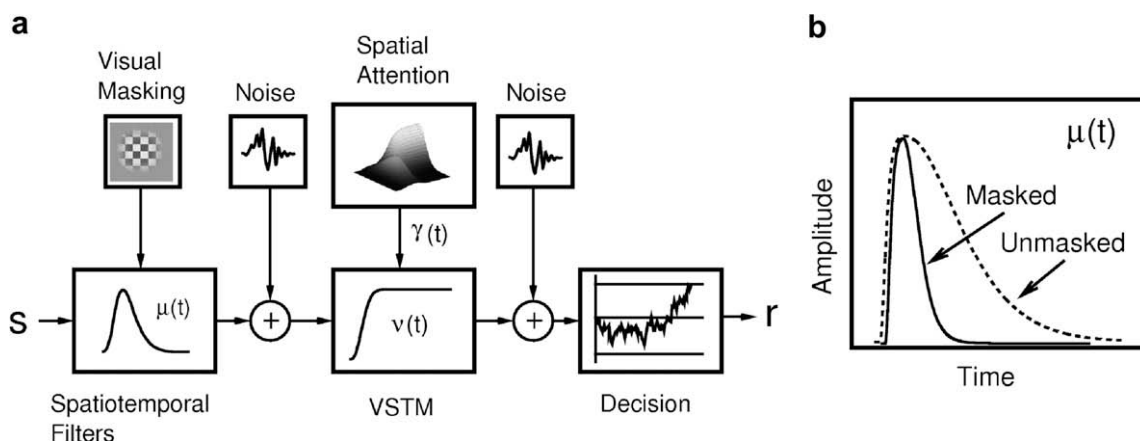 a
Visual
Masking
Noise
Spatial
Attention
Noise
γ(t)
S
μ(t)
+
ν(t)
+
r
Spatiotemporal
Filters
VSTM
Decision
b
μ(t)
Masked
Unmasked
Amplitude
Time